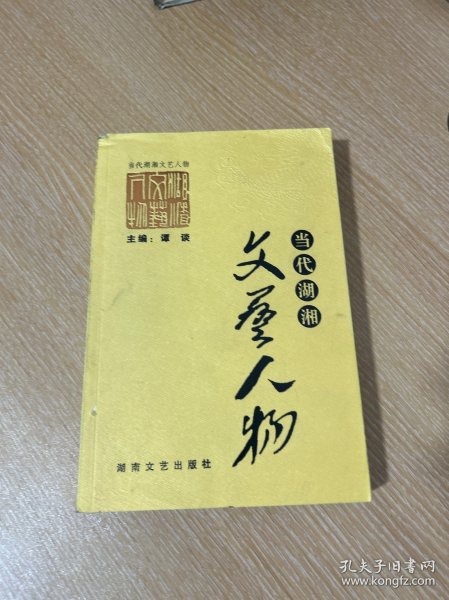 当代湖湘文艺人物
湖湘
文艺
人物
主编：谭 谈
当代湖湘
文艺人物
湖南文艺出版社
孔夫子旧书网
www.kongfz.com